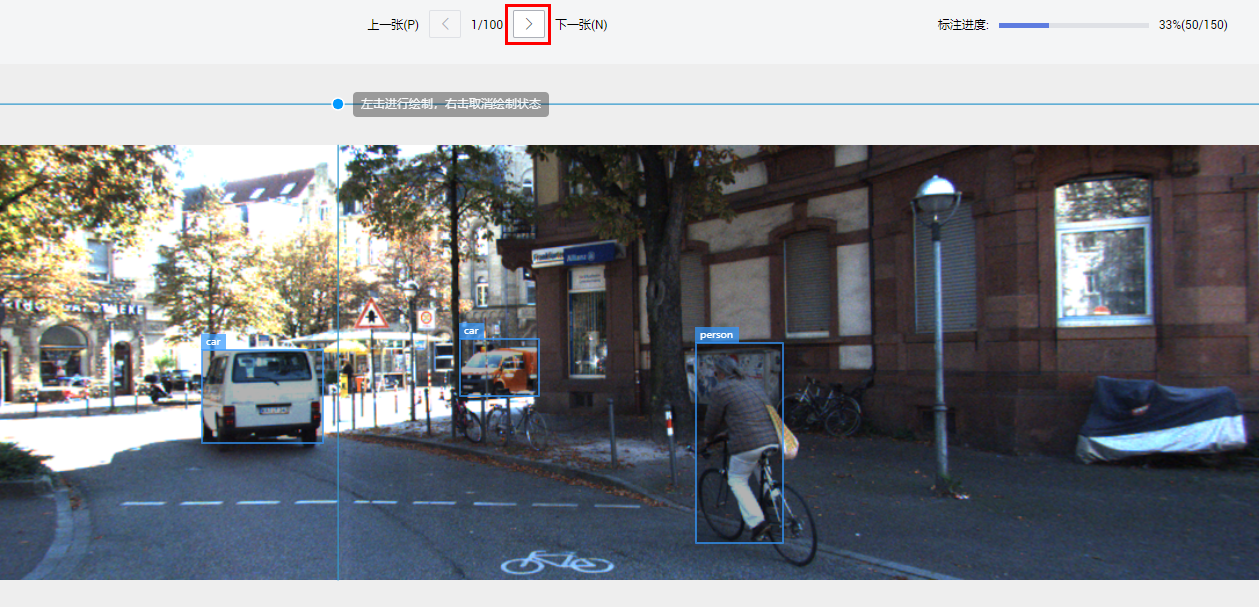 上一张(P) 1/100 下一张(N) 标注进度: 33%(50/150)
左击进行绘制，右击取消绘制状态
Allianz
car
car
person